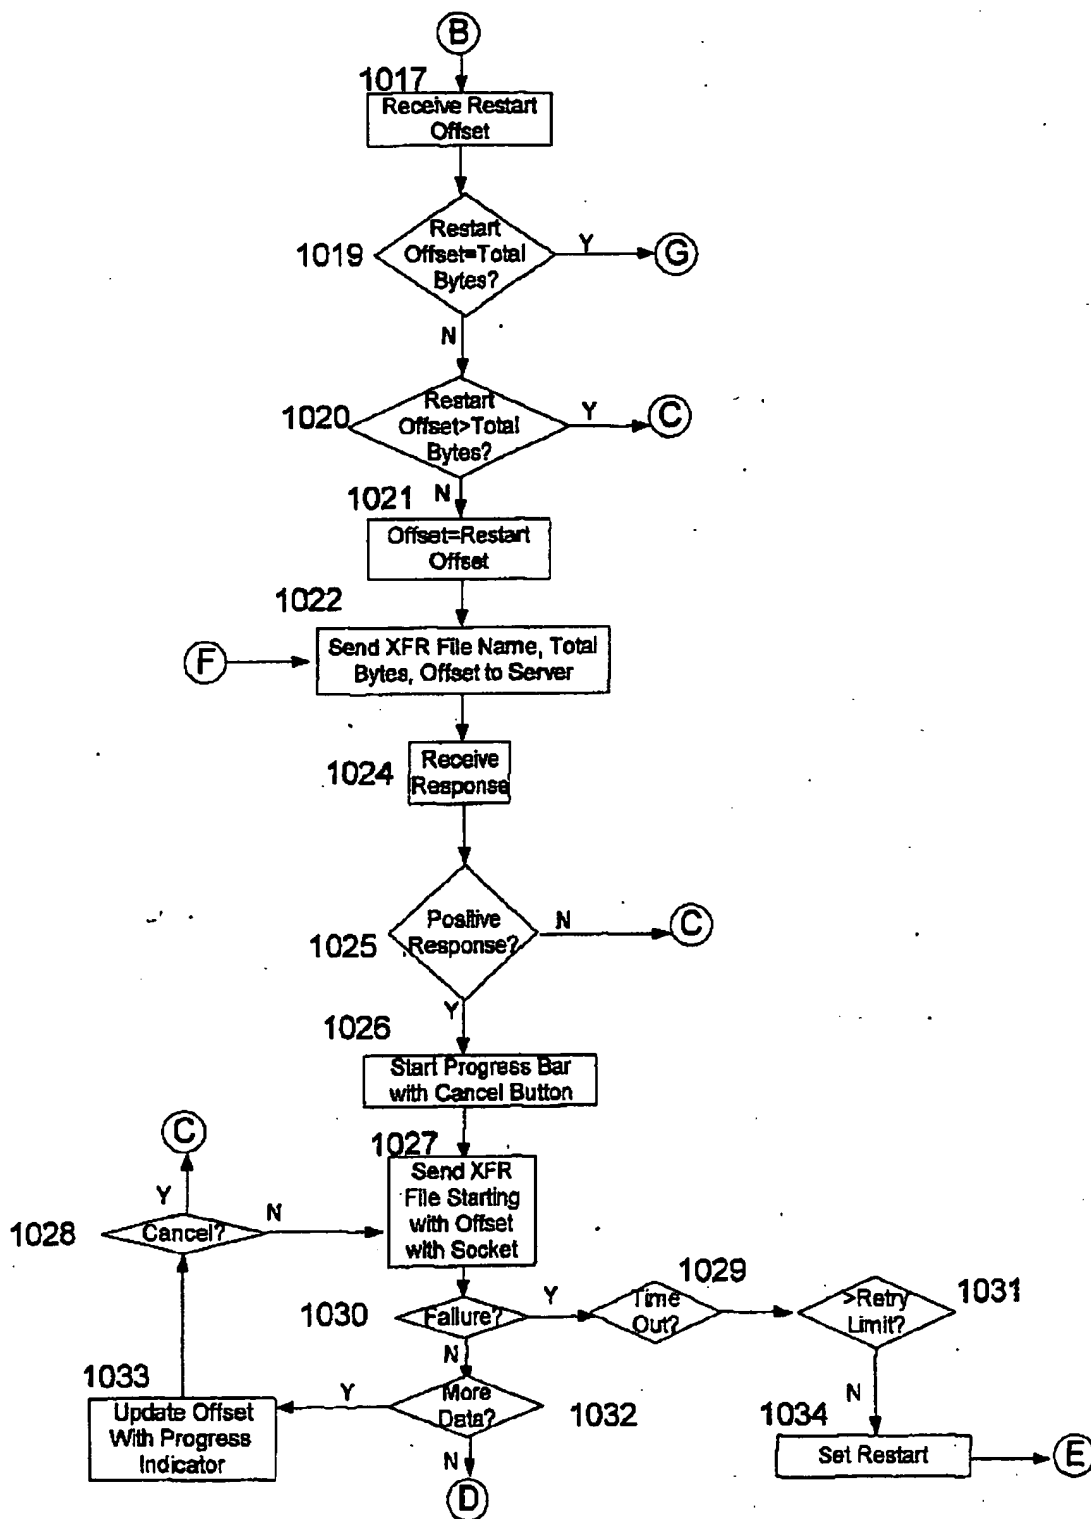 B
1017
Receive Restart
Offset
1019
Restart
Offset=Total
Bytes?
Y
G
N
1020
Restart
Offset>Total
Bytes?
Y
C
N
1021
Offset=Restart
Offset
1022
F
Send XFR File Name, Total
Bytes, Offset to Server
1024
Receive
Response
1025
Positive
Response?
N
C
Y
1026
Start Progress Bar
with Cancel Button
C
1027
Send XFR
File Starting
with Offset
with Socket
Y
1028
Cancel?
N
1030
Failure?
Y
1029
Time
Out?
1031
>Retry
Limit?
N
N
1033
Update Offset
With Progress
Indicator
Y
More
Data?
1032
1034
Set Restart
E
N
D